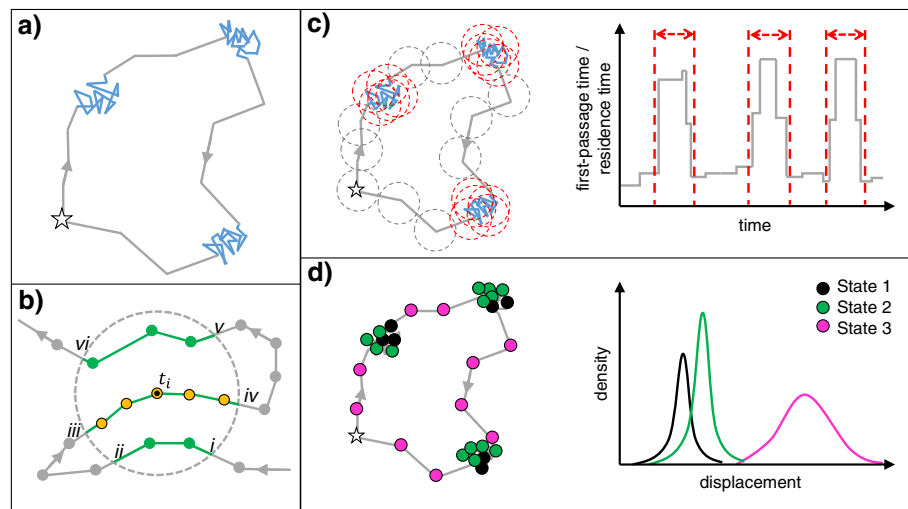 a)
c)
first-passage time /
residence time
time
b)
vi
v
t_i
iv
iii
ii
i
d)
State 1
State 2
State 3
density
displacement